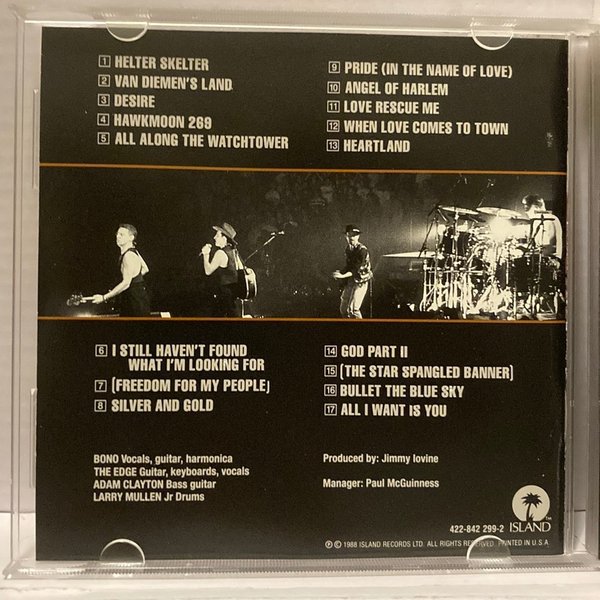 1 HELTER SKELTER
2 VAN DIEMEN'S LAND
3 DESIRE
4 HAWKMOON 269
5 ALL ALONG THE WATCHTOWER
9 PRIDE (IN THE NAME OF LOVE)
10 ANGEL OF HARLEM
11 LOVE RESCUE ME
12 WHEN LOVE COMES TO TOWN
13 HEARTLAND
6 I STILL HAVEN'T FOUND
WHAT I'M LOOKING FOR
7 (FREEDOM FOR MY PEOPLE)
8 SILVER AND GOLD
14 GOD PART II
15 (THE STAR SPANGLED BANNER)
16 BULLET THE BLUE SKY
17 ALL I WANT IS YOU
BONO Vocals, guitar, harmonica
THE EDGE Guitar, keyboards, vocals
ADAM CLAYTON Bass guitar
LARRY MULLEN Jr Drums
Produced by: Jimmy Iovine
Manager: Paul McGuinness
422-842 299-2
ISLAND™
℗ © 1988 ISLAND RECORDS LTD. ALL RIGHTS RESERVED. PRINTED IN U.S.A.